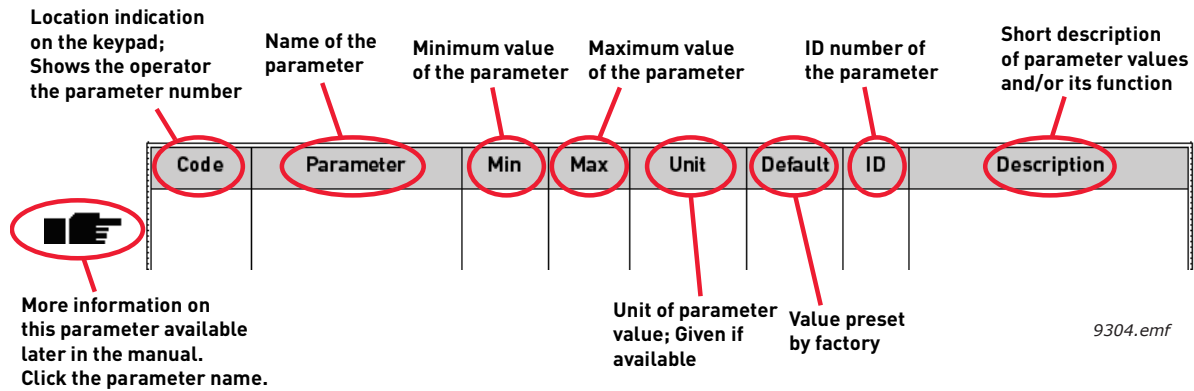 Location indication
on the keypad;
Shows the operator
the parameter number
Name of the
parameter
Minimum value
of the parameter
Maximum value
of the parameter
ID number of
the parameter
Short description
of parameter values
and/or its function
Code Parameter Min Max Unit Default ID Description
More information on
this parameter available
later in the manual.
Click the parameter name.
Unit of parameter
value; Given if
available
Value preset
by factory
9304.emf